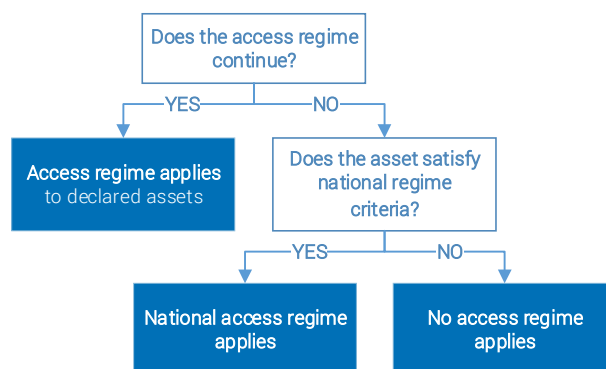 Does the access regime
continue?
YES
NO
Access regime applies
to declared assets
Does the asset satisfy
national regime
criteria?
YES
NO
National access regime
applies
No access regime
applies